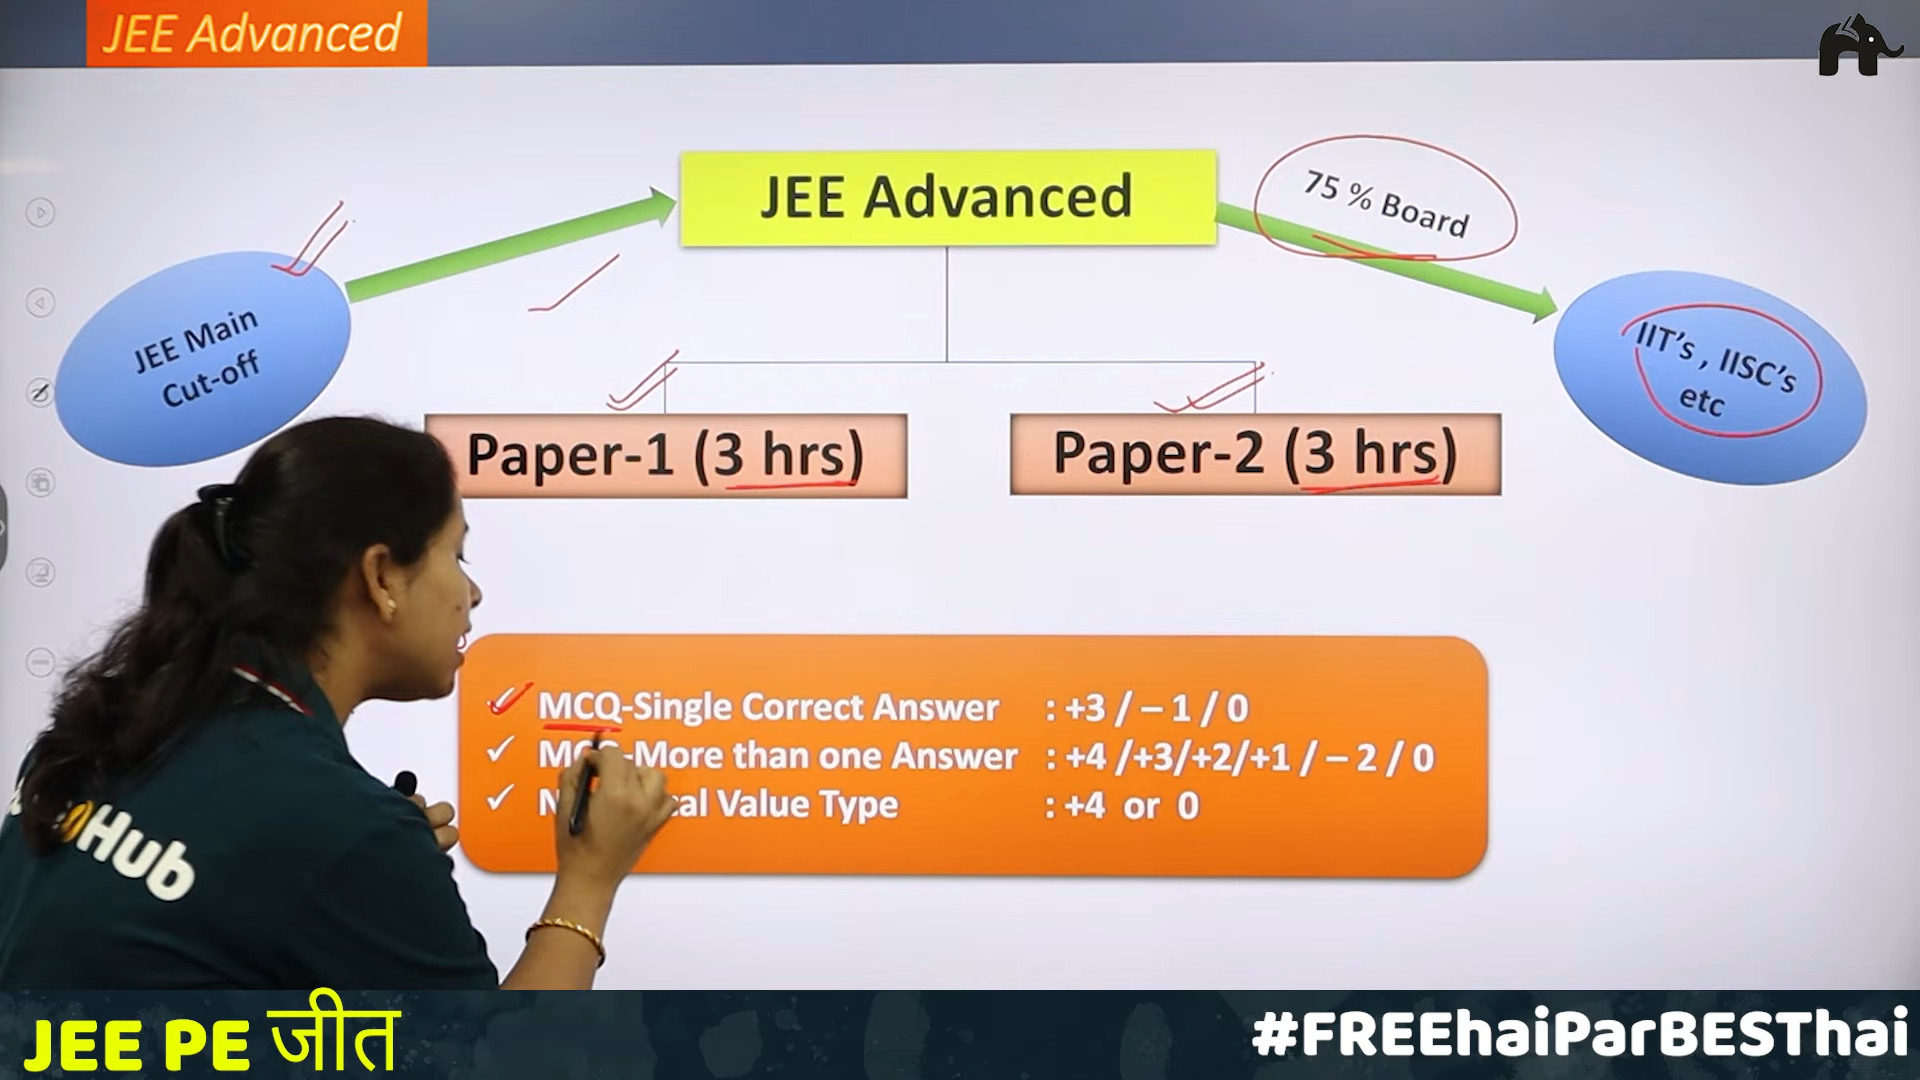 JEE Advanced
JEE Advanced
75 % Board
JEE Main
Cut-off
IIT's , IISC's
etc
Paper-1 (3 hrs)
Paper-2 (3 hrs)
✓ MCQ-Single Correct Answer : +3 / – 1 / 0
✓ -More than one Answer : +4 /+3/+2/+1 / – 2 / 0
✓ Value Type : +4 or 0
Hub
JEE PE जीत
#FREEhaiParBESThai